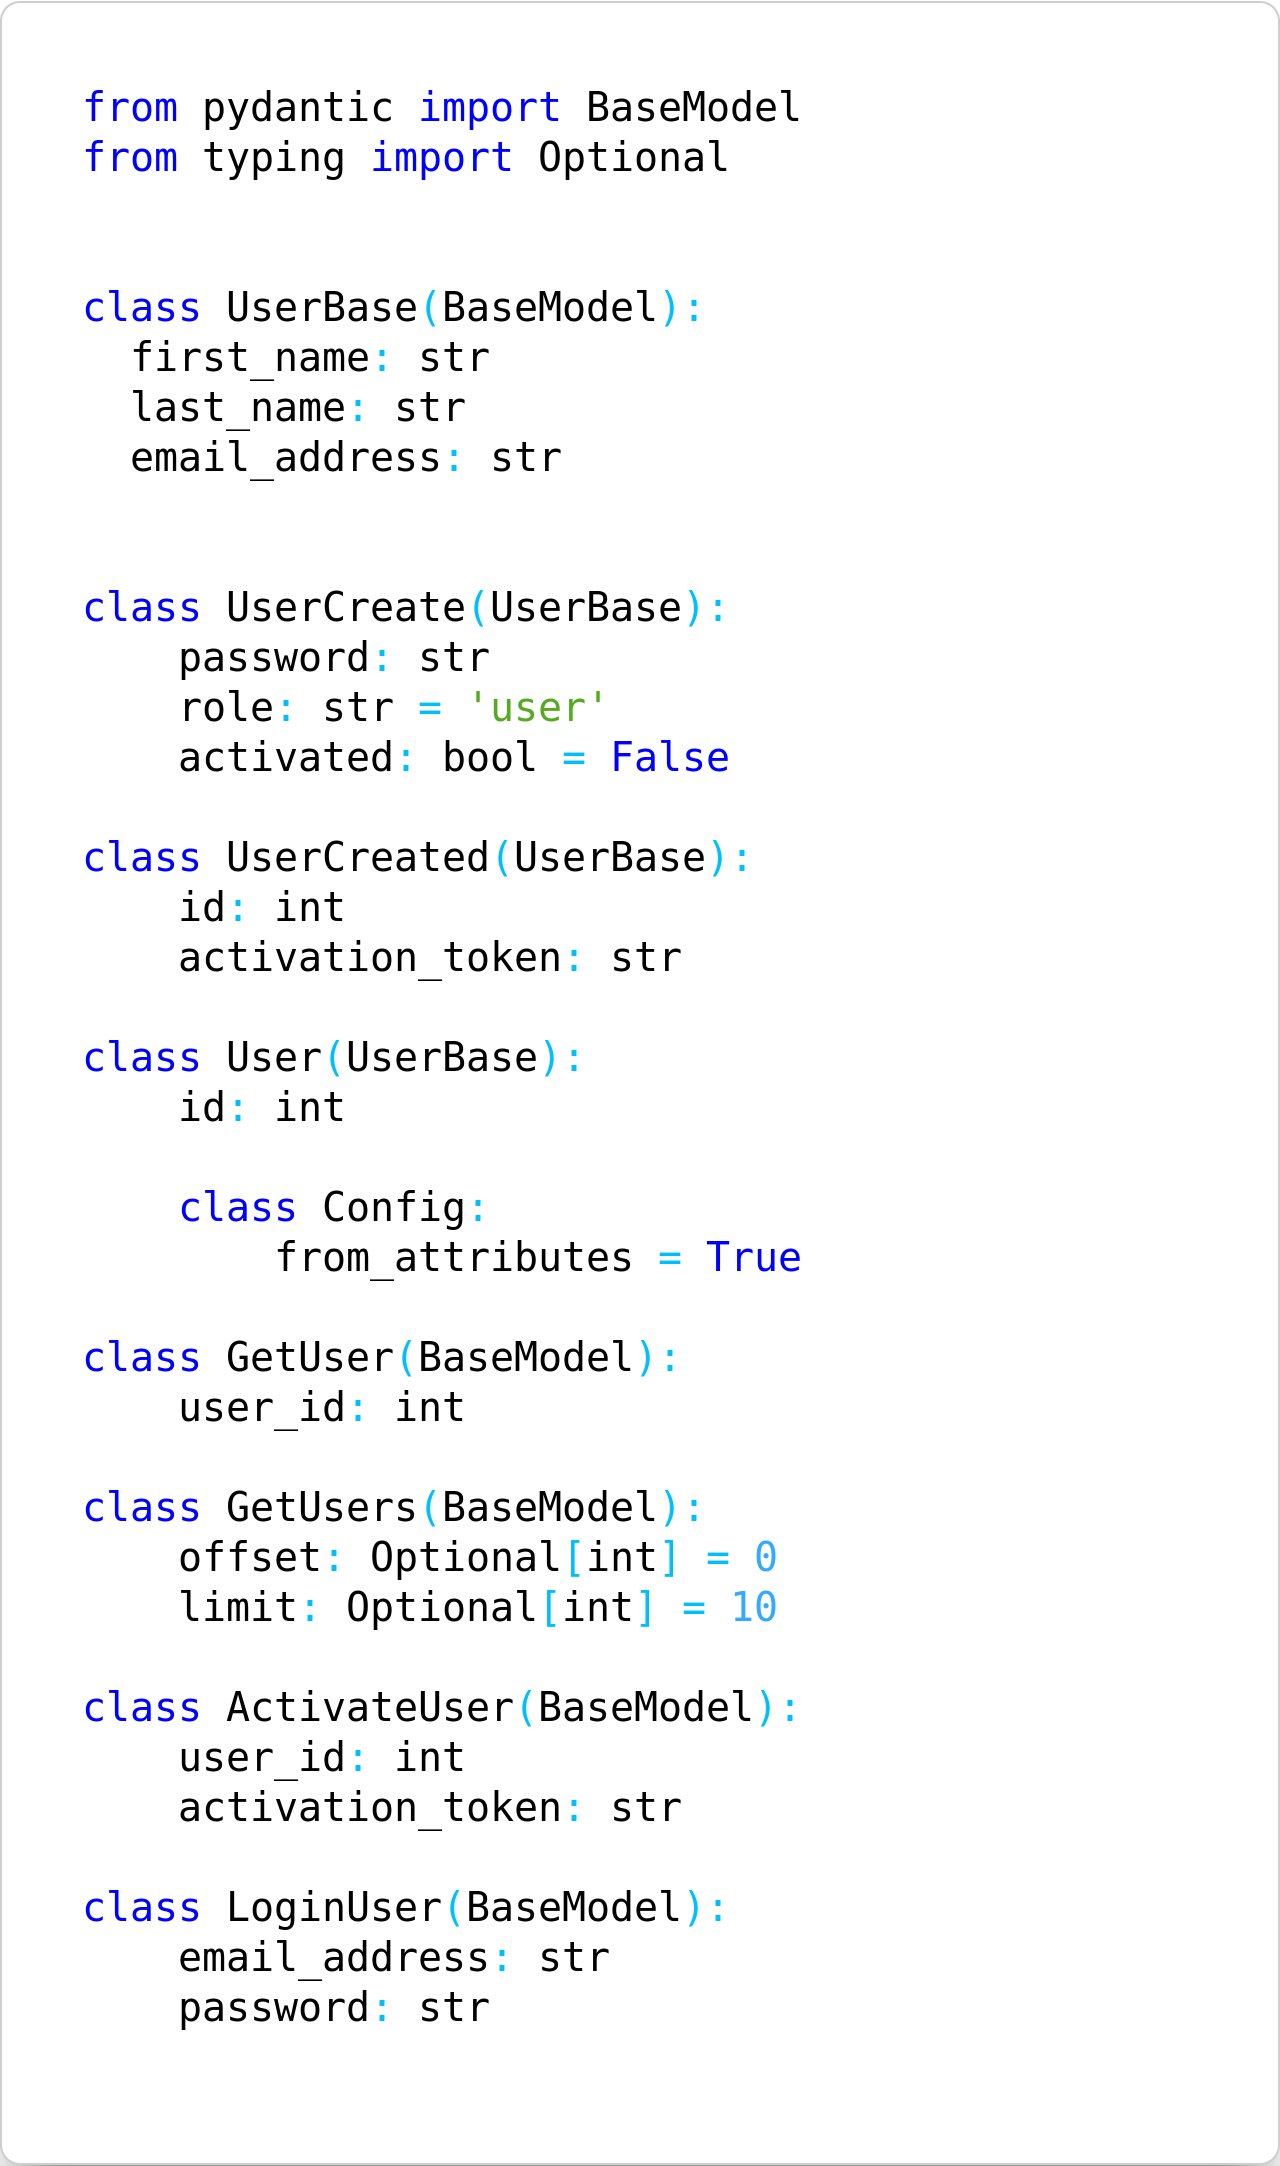 from pydantic import BaseModel
from typing import Optional


class UserBase(BaseModel):
  first_name: str
  last_name: str
  email_address: str


class UserCreate(UserBase):
    password: str
    role: str = 'user'
    activated: bool = False

class UserCreated(UserBase):
    id: int
    activation_token: str

class User(UserBase):
    id: int

    class Config:
        from_attributes = True

class GetUser(BaseModel):
    user_id: int

class GetUsers(BaseModel):
    offset: Optional[int] = 0
    limit: Optional[int] = 10

class ActivateUser(BaseModel):
    user_id: int
    activation_token: str

class LoginUser(BaseModel):
    email_address: str
    password: str